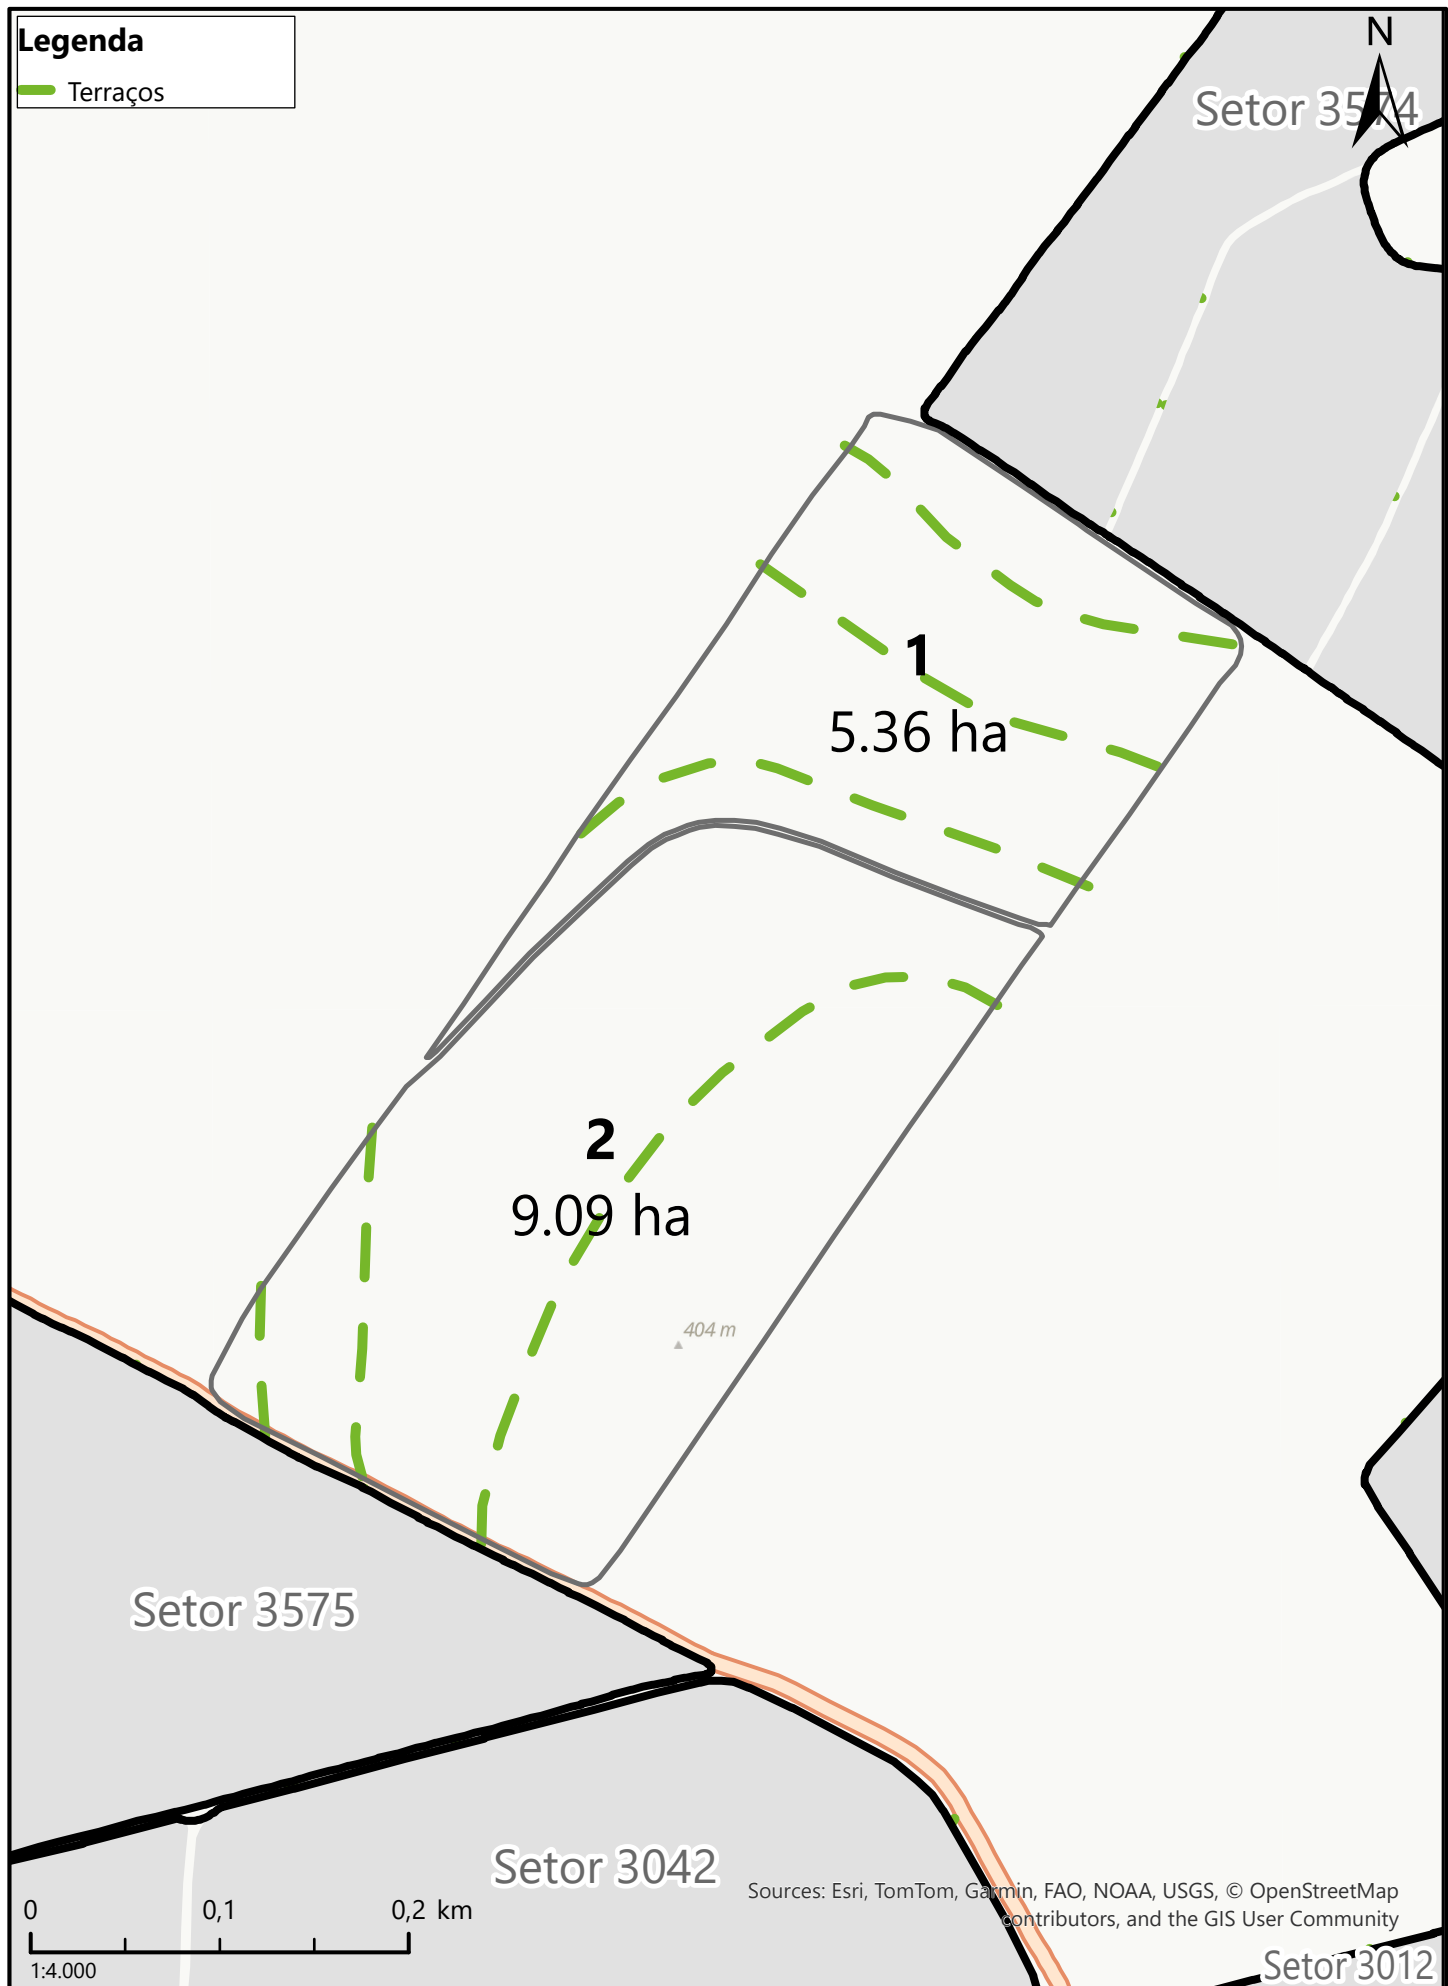 Legenda
Terraços
N
Setor 3574
1
5.36 ha
2
9.09 ha
404 m
Setor 3575
Setor 3042
Sources: Esri, TomTom, Garmin, FAO, NOAA, USGS, © OpenStreetMap
contributors, and the GIS User Community
0 0,1 0,2 km
1:4.000
Setor 3012